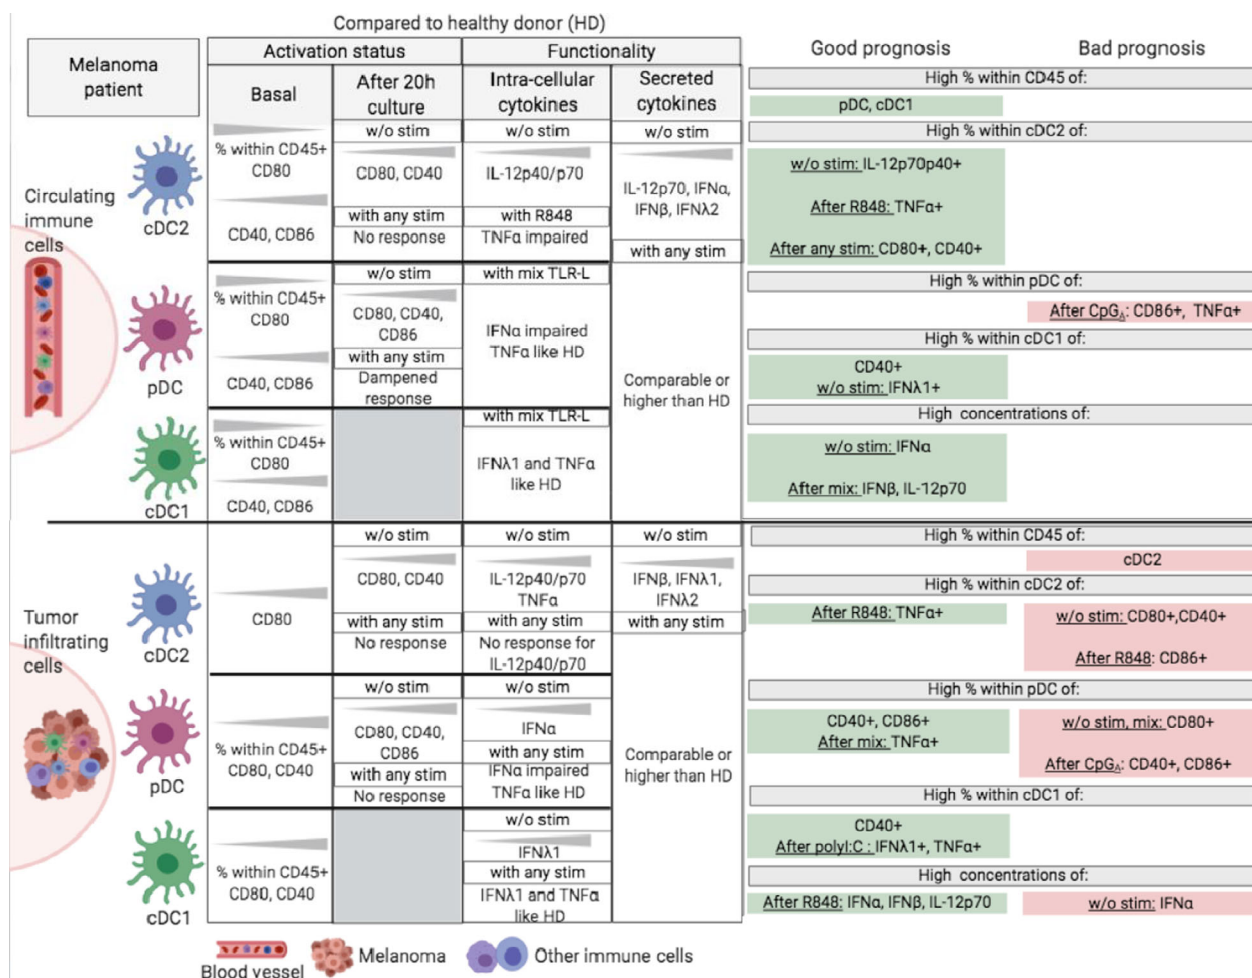 Compared to healthy donor (HD)
Melanoma
patient
Activation status
Functionality
Basal
After 20h
culture
Intra-cellular
cytokines
Secreted
cytokines
Good prognosis
Bad prognosis
Circulating
immune
cells
cDC2
% within CD45+
CD80
CD40, CD86
w/o stim
CD80, CD40
with any stim
No response
w/o stim
IL-12p40/p70
with R848
TNFα impaired
w/o stim
IL-12p70, IFNα,
IFNβ, IFNλ2
with any stim
Comparable or
higher than HD
pDC
% within CD45+
CD80
CD40, CD86
w/o stim
CD80, CD40,
CD86
with any stim
Dampened
response
with mix TLR-L
IFNα impaired
TNFα like HD
cDC1
% within CD45+
CD80
CD40, CD86
with mix TLR-L
IFNλ1 and TNFα
like HD
High % within CD45 of:
pDC, cDC1
High % within cDC2 of:
w/o stim: IL-12p70p40+
After R848: TNFα+
After any stim: CD80+, CD40+
High % within pDC of:
After CpGA: CD86+, TNFα+
High % within cDC1 of:
CD40+
w/o stim: IFNλ1+
High concentrations of:
w/o stim: IFNα
After mix: IFNβ, IL-12p70
Tumor
infiltrating
cells
cDC2
CD80
w/o stim
CD80, CD40
with any stim
No response
w/o stim
IL-12p40/p70
TNFα
with any stim
No response for
IL-12p40/p70
w/o stim
IFNβ, IFNλ1,
IFNλ2
with any stim
Comparable or
higher than HD
pDC
% within CD45+
CD80, CD40
w/o stim
CD80, CD40,
CD86
with any stim
No response
w/o stim
IFNα
with any stim
IFNα impaired
TNFα like HD
cDC1
% within CD45+
CD80, CD40
w/o stim
IFNλ1
with any stim
IFNλ1 and TNFα
like HD
High % within CD45 of:
cDC2
High % within cDC2 of:
After R848: TNFα+
w/o stim: CD80+,CD40+
After R848: CD86+
High % within pDC of:
CD40+, CD86+
After mix: TNFα+
w/o stim, mix: CD80+
After CpGA: CD40+, CD86+
High % within cDC1 of:
CD40+
After polyI:C : IFNλ1+, TNFα+
High concentrations of:
After R848: IFNα, IFNβ, IL-12p70
w/o stim: IFNα
Blood vessel
Melanoma
Other immune cells